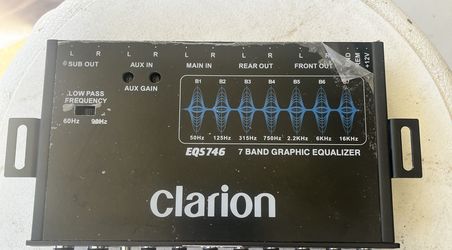 L R L R L R L R
SUB OUT AUX IN MAIN IN REAR OUT FRONT OUT
REM +12V
AUX GAIN
LOW PASS
FREQUENCY
60Hz 90Hz
B1 B2 B3 B4 B5 B6
50Hz 125Hz 315Hz 750Hz 2.2KHz 6KHz 16KHz
EQS746 7 BAND GRAPHIC EQUALIZER
clarion